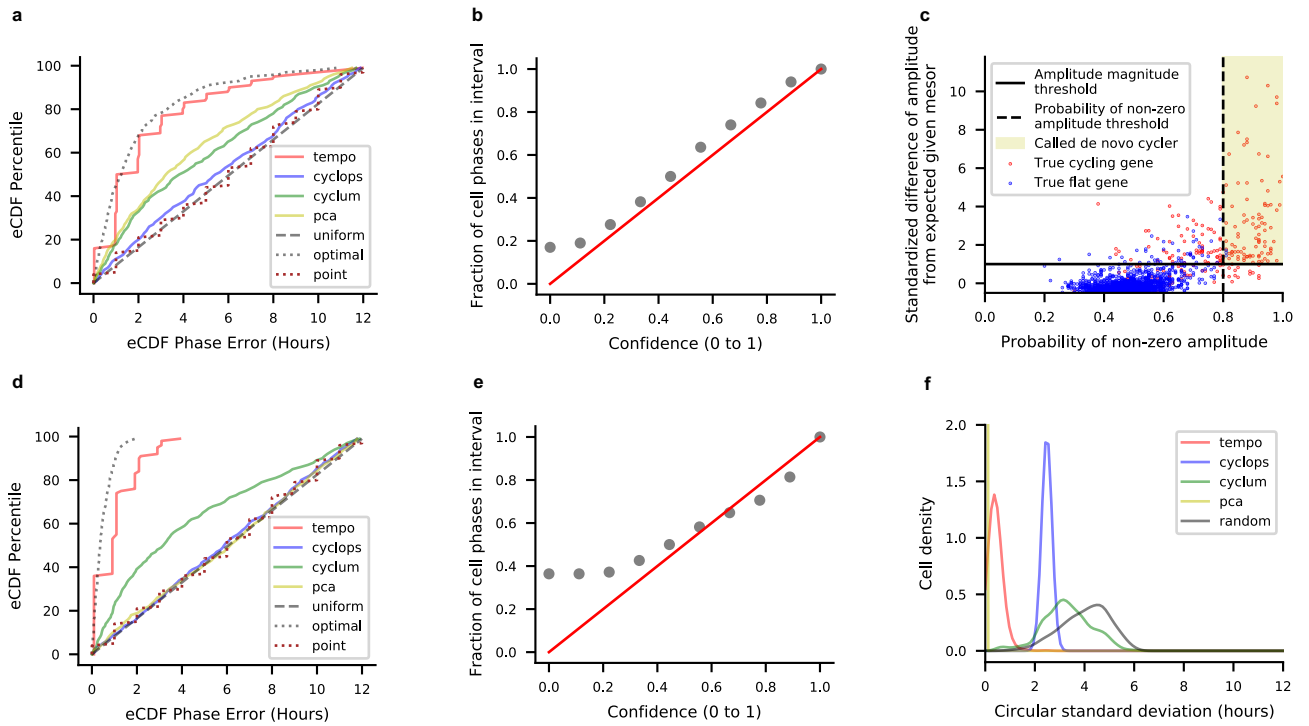 a
eCDF Percentile
100
80
60
40
20
0
tempo
cyclops
cyclum
pca
uniform
optimal
point
0 2 4 6 8 10 12
eCDF Phase Error (Hours)
b
Fraction of cell phases in interval
1.0
0.8
0.6
0.4
0.2
0.0
0.0 0.2 0.4 0.6 0.8 1.0
Confidence (0 to 1)
c
Standardized difference of amplitude
from expected given mesor
10
8
6
4
2
0
Amplitude magnitude
threshold
Probability of non-zero
amplitude threshold
Called de novo cycler
True cycling gene
True flat gene
0.0 0.2 0.4 0.6 0.8 1.0
Probability of non-zero amplitude
d
eCDF Percentile
100
80
60
40
20
0
tempo
cyclops
cyclum
pca
uniform
optimal
point
0 2 4 6 8 10 12
eCDF Phase Error (Hours)
e
Fraction of cell phases in interval
1.0
0.8
0.6
0.4
0.2
0.0
0.0 0.2 0.4 0.6 0.8 1.0
Confidence (0 to 1)
f
Cell density
2.0
1.5
1.0
0.5
0.0
tempo
cyclops
cyclum
pca
random
0 2 4 6 8 10 12
Circular standard deviation (hours)